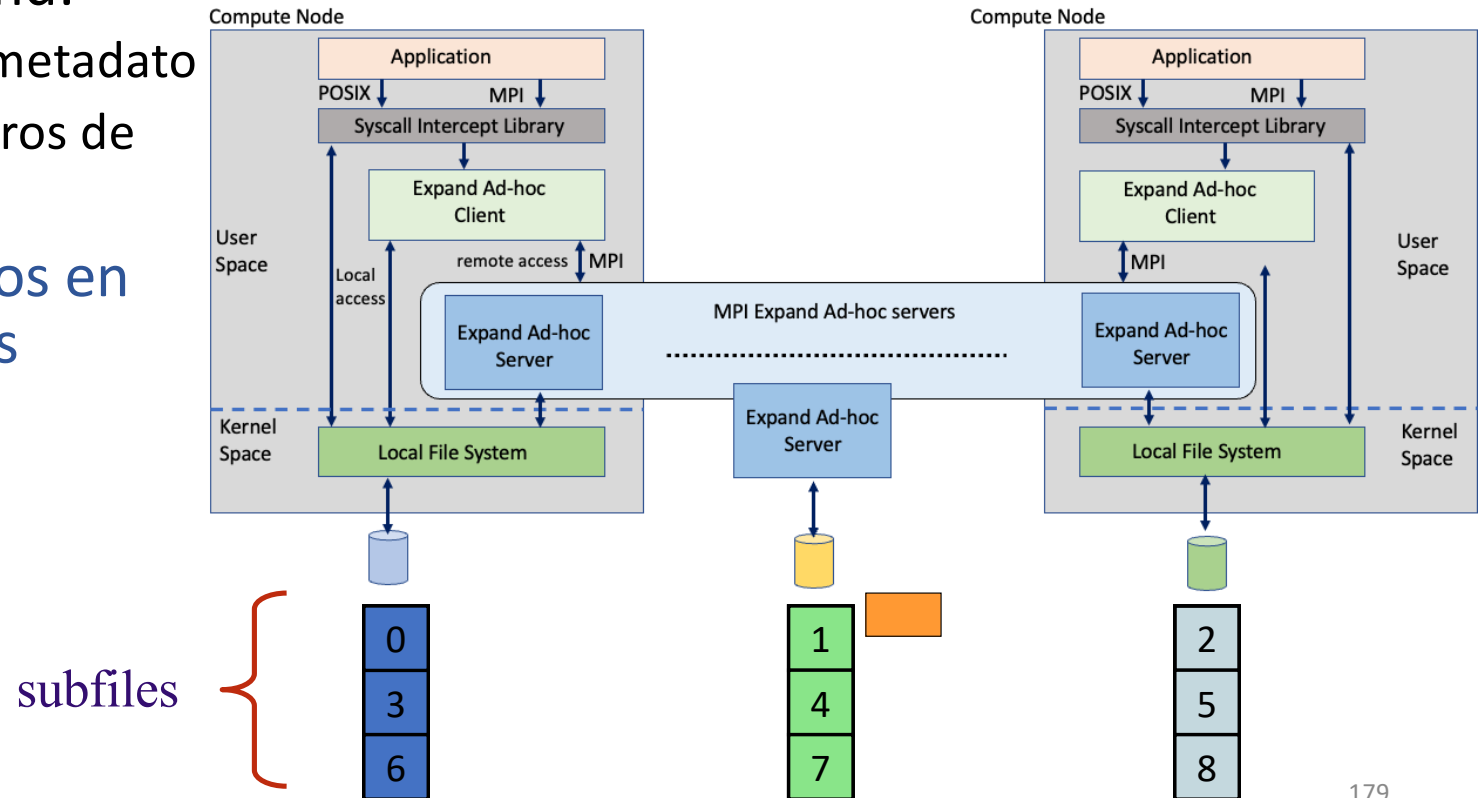 metadato
ros de
os en
s
Compute Node
Application
POSIX
MPI
Syscall Intercept Library
Expand Ad-hoc
Client
User
Space
Local
access
remote access
MPI
Expand Ad-hoc
Server
Kernel
Space
Local File System
MPI Expand Ad-hoc servers
Expand Ad-hoc
Server
Compute Node
Application
POSIX
MPI
Syscall Intercept Library
Expand Ad-hoc
Client
User
Space
MPI
Expand Ad-hoc
Server
Kernel
Space
Local File System
subfiles
0
3
6
1
4
7
2
5
8
179